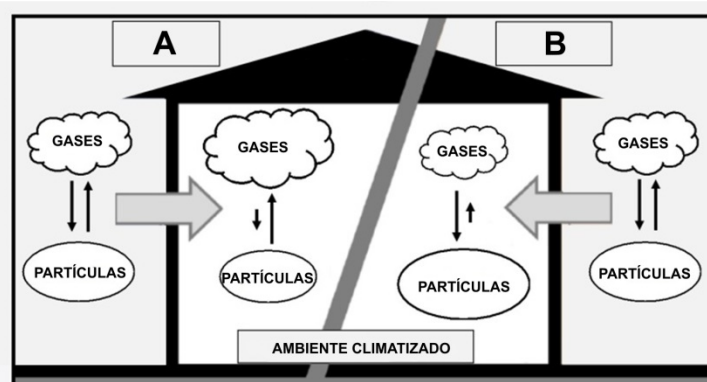 A
B
GASES
GASES
GASES
GASES
PARTÍCULAS
PARTÍCULAS
PARTÍCULAS
PARTÍCULAS
AMBIENTE CLIMATIZADO